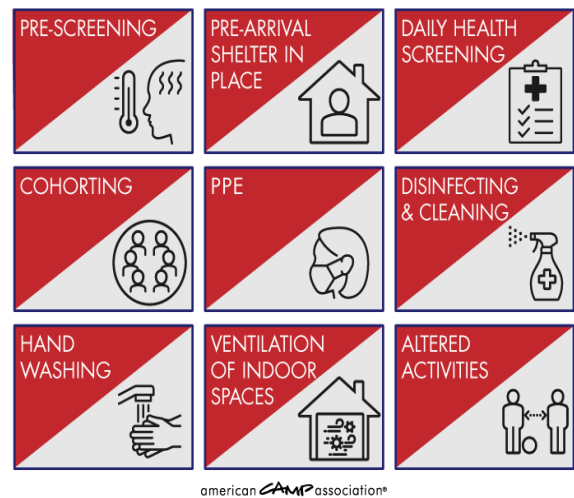 PRE-SCREENING
PRE-ARRIVAL
SHELTER IN
PLACE
DAILY HEALTH
SCREENING
COHORTING
PPE
DISINFECTING
& CLEANING
HAND
WASHING
VENTILATION
OF INDOOR
SPACES
ALTERED
ACTIVITIES
american CAMP association®